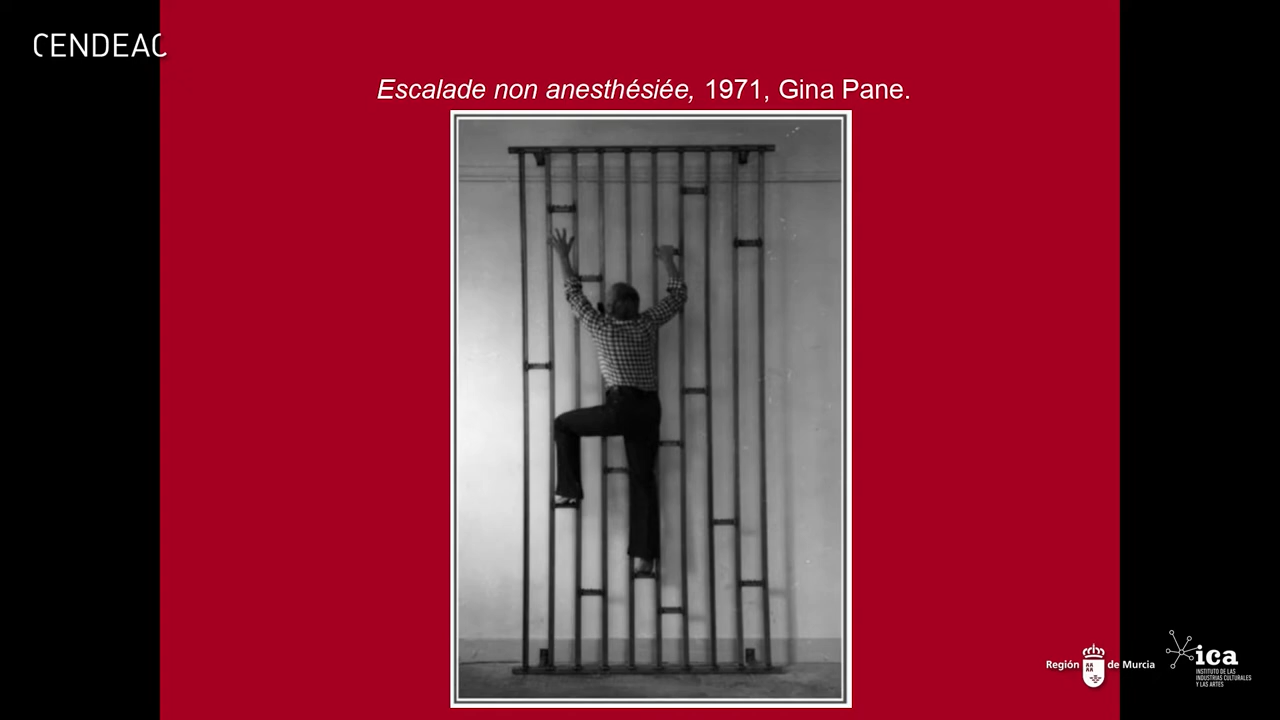 CENDEAC
Escalade non anesthésiée, 1971, Gina Pane.
Región de Murcia
ica
INSTITUTO DE LAS
INDUSTRIAS CULTURALES
Y LAS ARTES